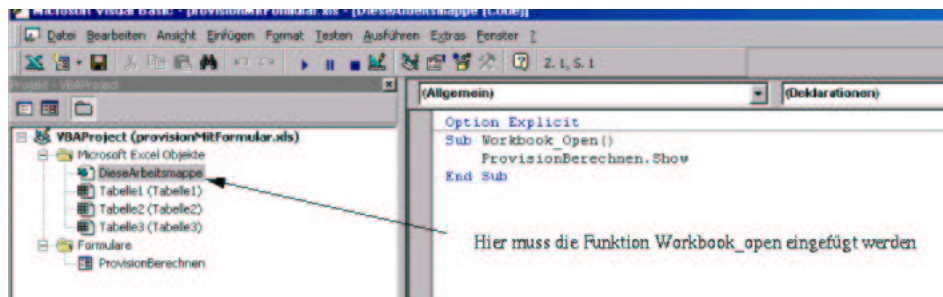 Microsoft Visual Basic - provisionMitFormular.xls - [DieseArbeitsmappe [Code]]
Datei Bearbeiten Ansicht Einfügen Format Testen Ausführen Extras Fenster ?
Z. 1, S. 1
Projekt - VBAProject
(Allgemein)
(Deklarationen)
VBAProject (provisionMitFormular.xls)
Microsoft Excel Objekte
DieseArbeitsmappe
Tabelle1 (Tabelle1)
Tabelle2 (Tabelle2)
Tabelle3 (Tabelle3)
Formulare
ProvisionBerechnen
Option Explicit
Sub Workbook_Open()
ProvisionBerechnen.Show
End Sub
Hier muss die Funktion Workbook_open eingefügt werden